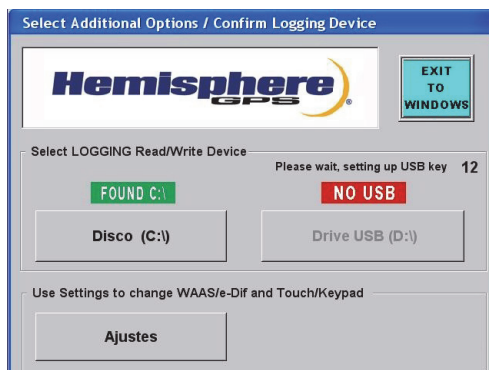 Select Additional Options / Confirm Logging Device
Hemisphere
GPS
EXIT
TO
WINDOWS
Select LOGGING Read/Write Device
Please wait, setting up USB key 12
FOUND C:\
NO USB
Disco (C:\)
Drive USB (D:\)
Use Settings to change WAAS/e-Dif and Touch/Keypad
Ajustes